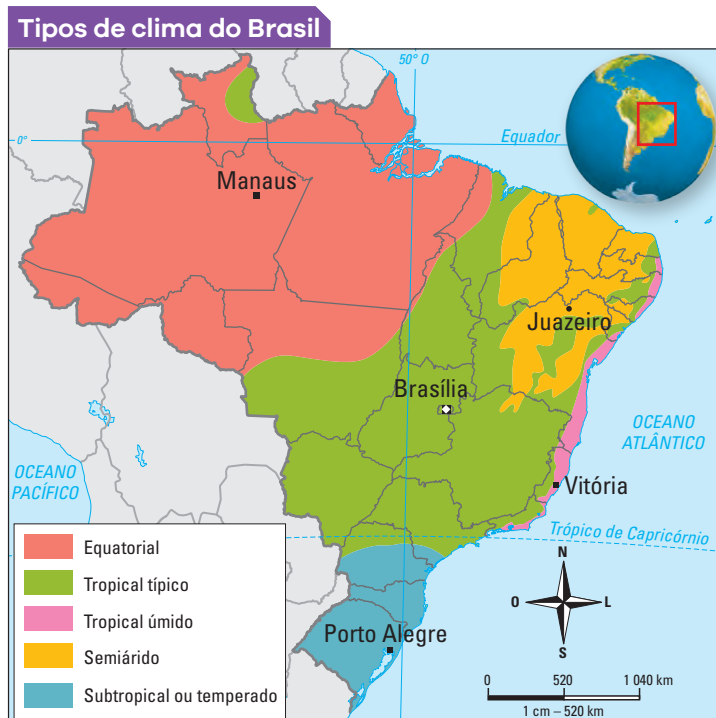 Tipos de clima do Brasil
50° O
0°
Equador
Manaus
Juazeiro
Brasília
OCEANO
ATLÂNTICO
OCEANO
PACÍFICO
Vitória
Trópico de Capricórnio
Porto Alegre
Equatorial
Tropical típico
Tropical úmido
Semiárido
Subtropical ou temperado
N
O
L
S
0 520 1 040 km
1 cm – 520 km